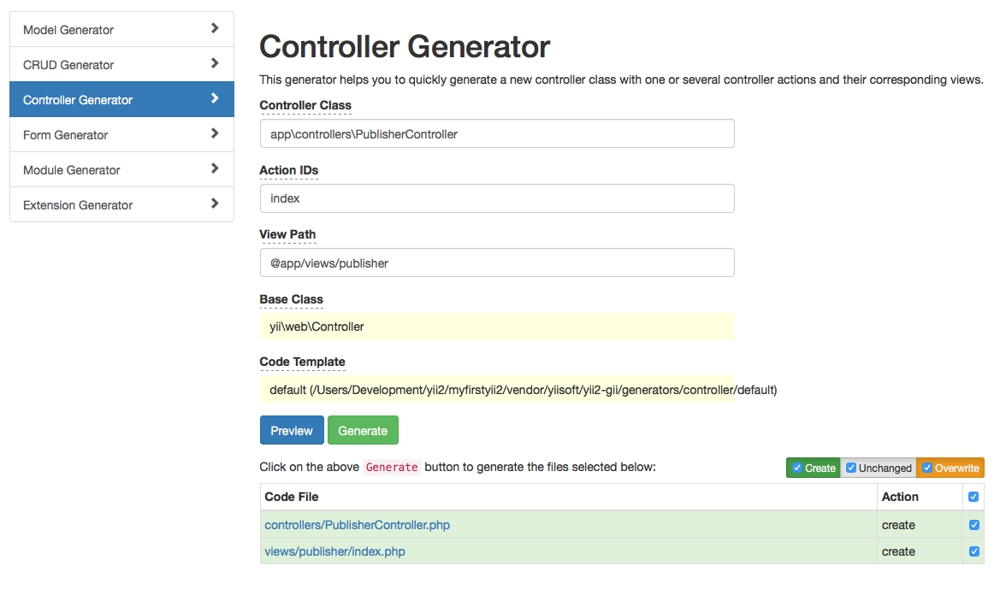 Model Generator
CRUD Generator
Controller Generator
Form Generator
Module Generator
Extension Generator
Controller Generator
This generator helps you to quickly generate a new controller class with one or several controller actions and their corresponding views.
Controller Class
app\controllers\PublisherController
Action IDs
index
View Path
@app/views/publisher
Base Class
yii\web\Controller
Code Template
default (/Users/Development/yii2/myfirstyii2/vendor/yiisoft/yii2-gii/generators/controller/default)
Preview Generate
Click on the above Generate button to generate the files selected below: Create Unchanged Overwrite
Code File Action
controllers/PublisherController.php create
views/publisher/index.php create